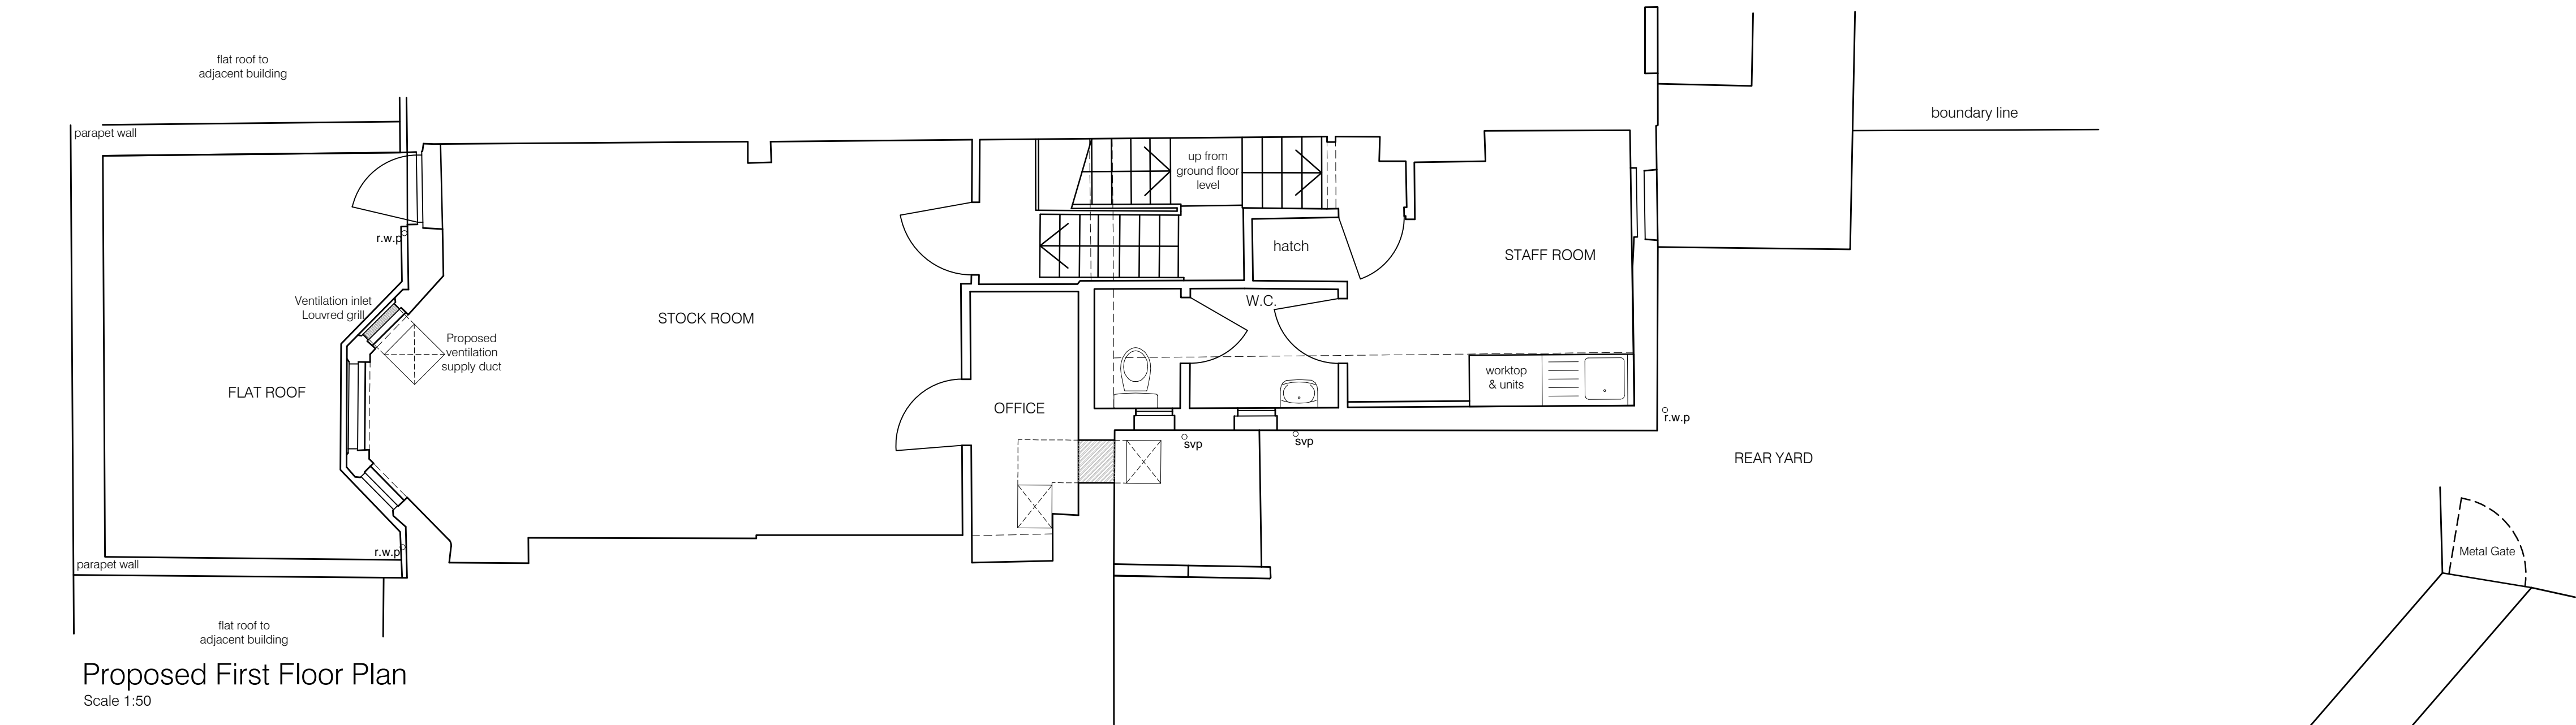 flat roof to
adjacent building
parapet wall
boundary line
up from
ground floor
level
r.w.p
hatch
STAFF ROOM
Ventilation inlet
Louvred grill
W.C.
STOCK ROOM
Proposed
ventilation
supply duct
worktop
& units
FLAT ROOF
OFFICE
r.w.p
svp
svp
REAR YARD
r.w.p
Metal Gate
parapet wall
flat roof to
adjacent building
Proposed First Floor Plan
Scale 1:50